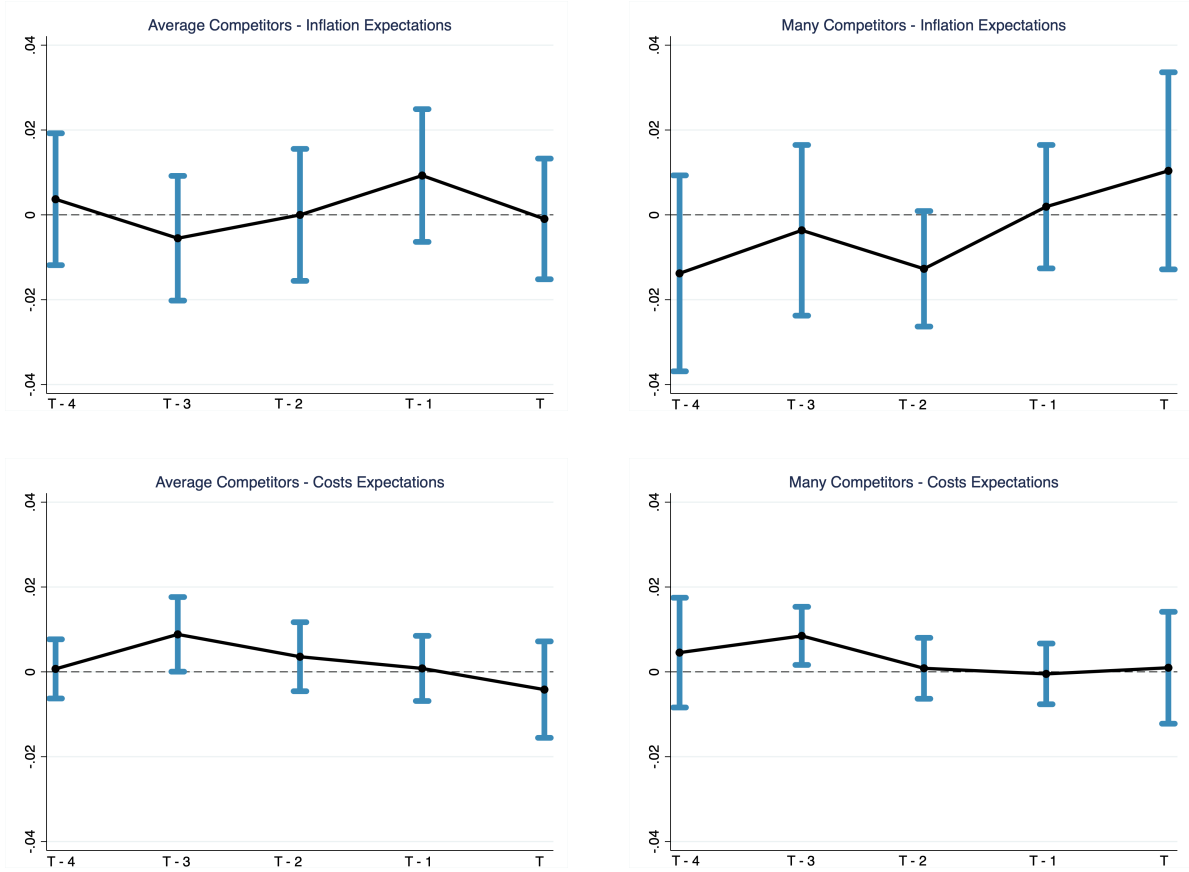 Average Competitors - Inflation Expectations
.04
.02
0
-.02
-.04
T - 4 T - 3 T - 2 T - 1 T
Many Competitors - Inflation Expectations
.04
.02
0
-.02
-.04
T - 4 T - 3 T - 2 T - 1 T
Average Competitors - Costs Expectations
.04
.02
0
-.02
-.04
T - 4 T - 3 T - 2 T - 1 T
Many Competitors - Costs Expectations
.04
.02
0
-.02
-.04
T - 4 T - 3 T - 2 T - 1 T